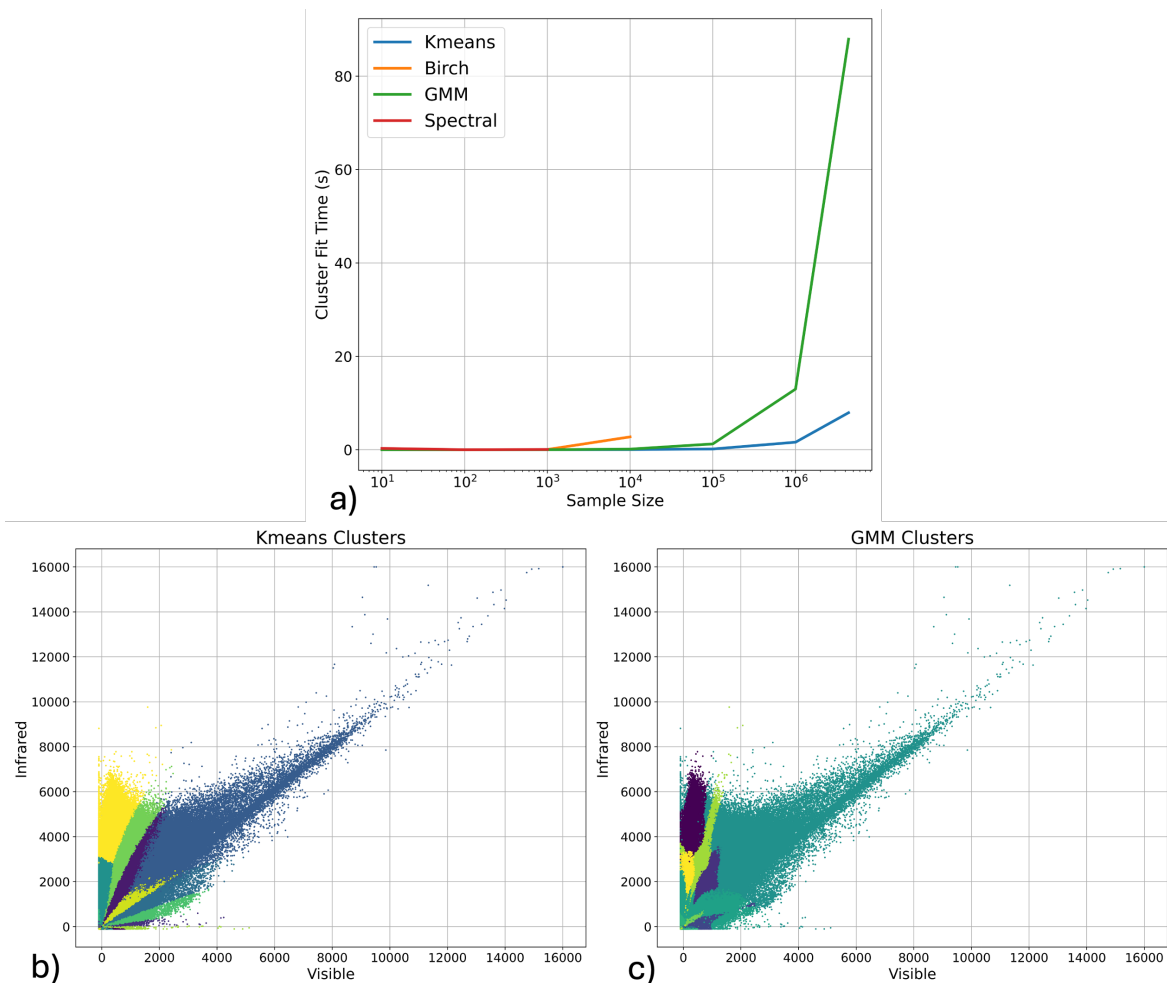 Kmeans
Birch
GMM
Spectral
80
60
40
20
0
Cluster Fit Time (s)
10¹ 10² 10³ 10⁴ 10⁵ 10⁶
Sample Size
a)
Kmeans Clusters
16000
14000
12000
10000
8000
6000
4000
2000
0
Infrared
0 2000 4000 6000 8000 10000 12000 14000 16000
Visible
b)
GMM Clusters
16000
14000
12000
10000
8000
6000
4000
2000
0
Infrared
0 2000 4000 6000 8000 10000 12000 14000 16000
Visible
c)